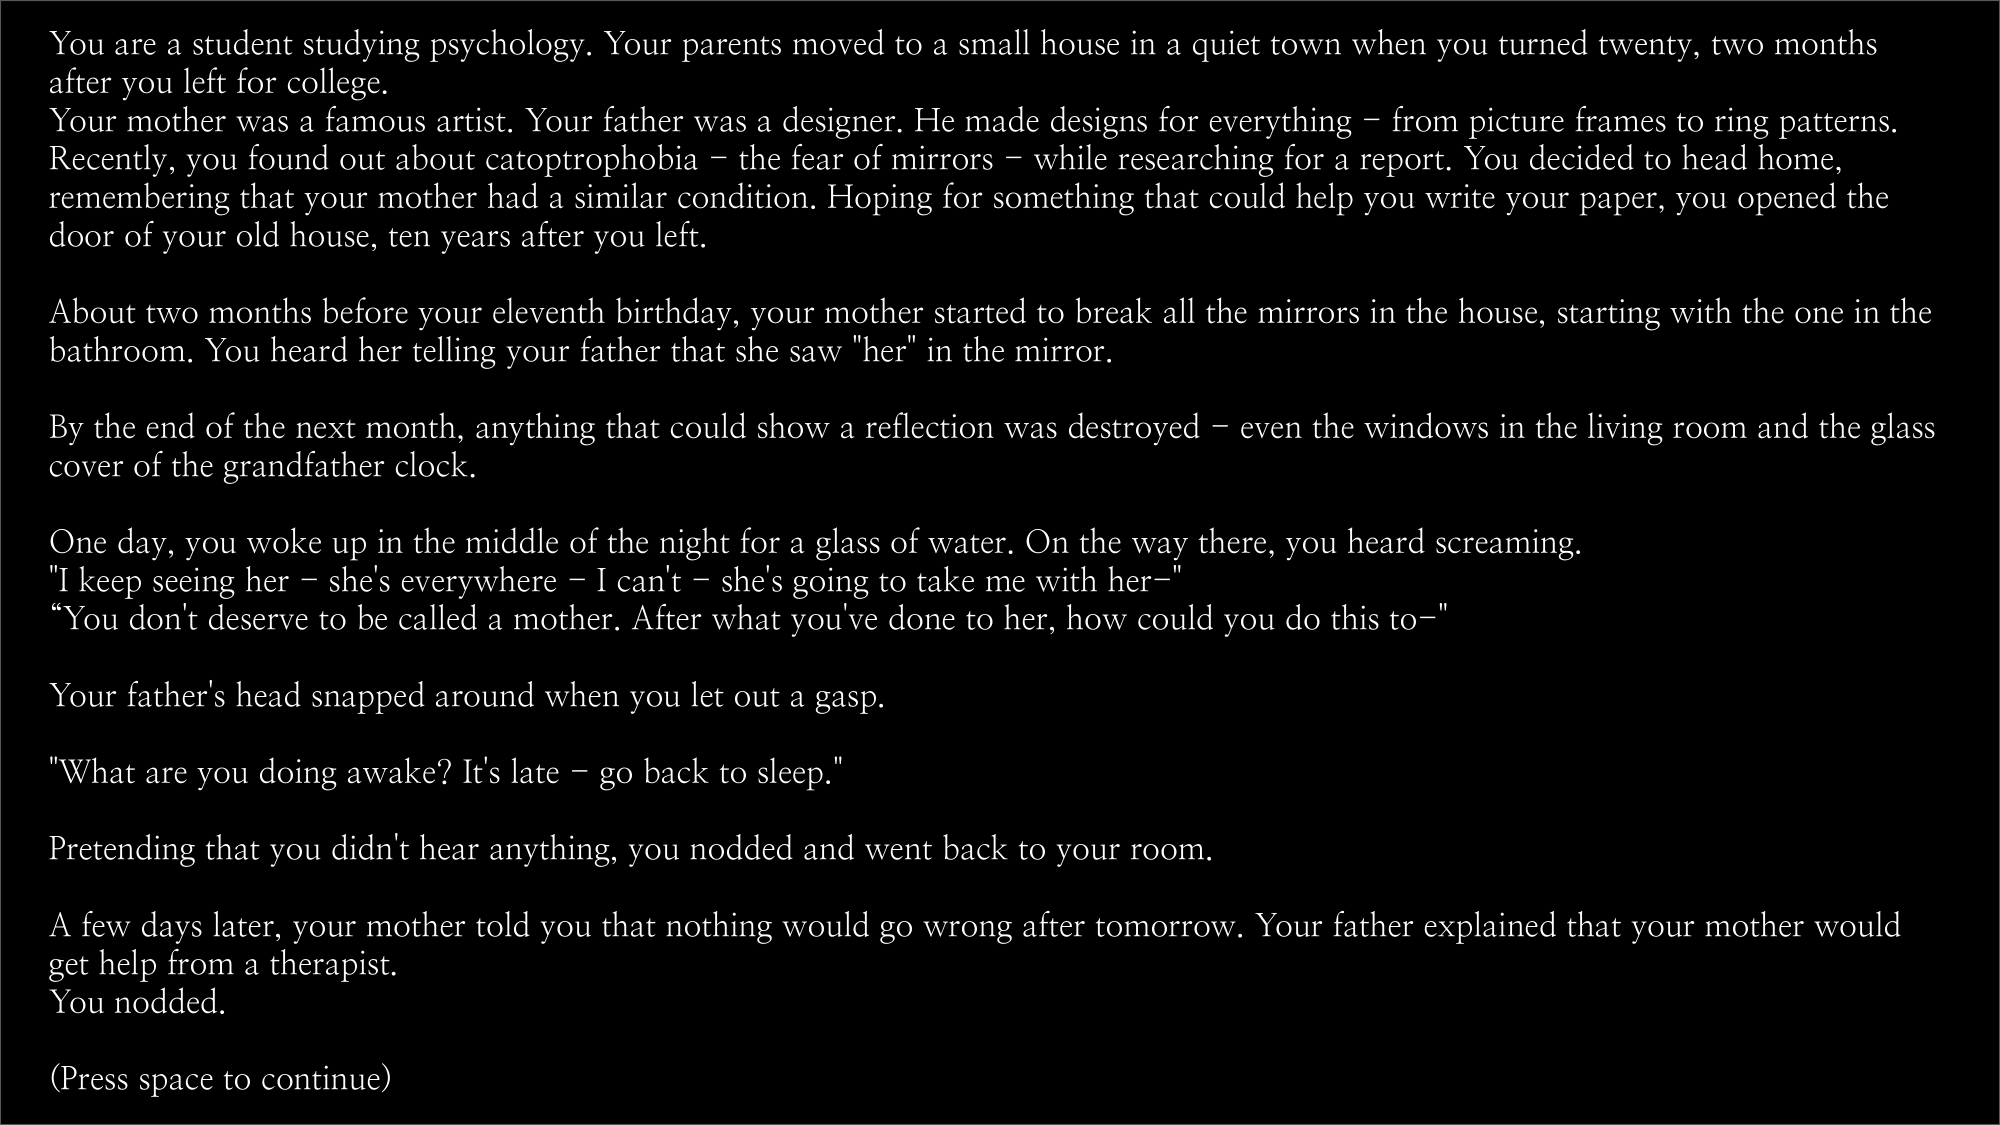 You are a student studying psychology. Your parents moved to a small house in a quiet town when you turned twenty, two months
after you left for college.
Your mother was a famous artist. Your father was a designer. He made designs for everything - from picture frames to ring patterns.
Recently, you found out about catoptrophobia - the fear of mirrors - while researching for a report. You decided to head home,
remembering that your mother had a similar condition. Hoping for something that could help you write your paper, you opened the
door of your old house, ten years after you left.

About two months before your eleventh birthday, your mother started to break all the mirrors in the house, starting with the one in the
bathroom. You heard her telling your father that she saw "her" in the mirror.

By the end of the next month, anything that could show a reflection was destroyed - even the windows in the living room and the glass
cover of the grandfather clock.

One day, you woke up in the middle of the night for a glass of water. On the way there, you heard screaming.
"I keep seeing her - she's everywhere - I can't - she's going to take me with her-"
“You don't deserve to be called a mother. After what you've done to her, how could you do this to-"

Your father's head snapped around when you let out a gasp.

"What are you doing awake? It's late - go back to sleep."

Pretending that you didn't hear anything, you nodded and went back to your room.

A few days later, your mother told you that nothing would go wrong after tomorrow. Your father explained that your mother would
get help from a therapist.
You nodded.

(Press space to continue)